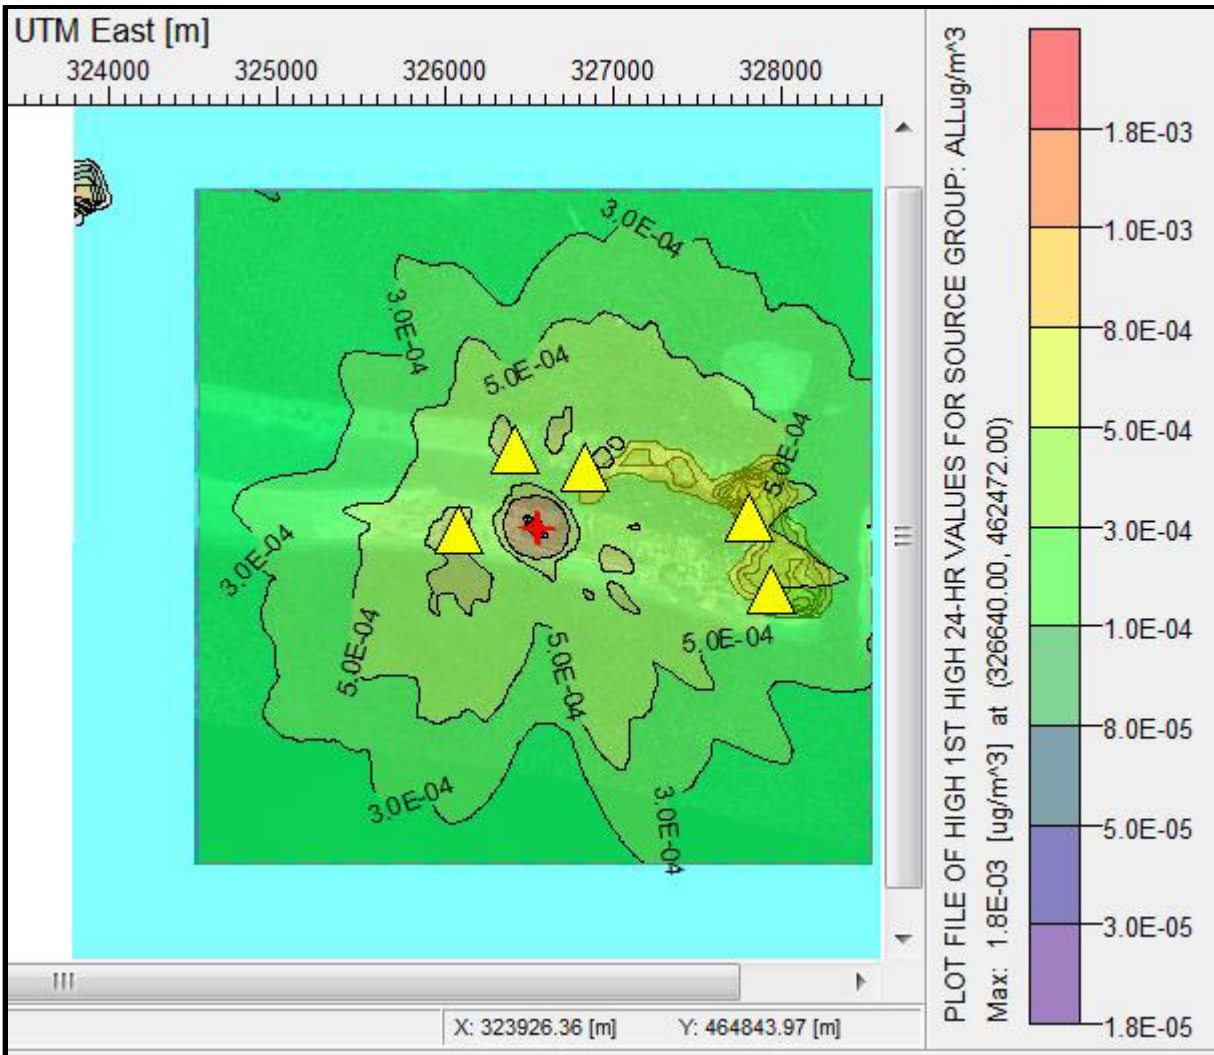 UTM East [m]
324000 325000 326000 327000 328000
3.0E-04
3.0E-04
5.0E-04
5.0E-04
3.0E-04
5.0E-04
5.0E-04
5.0E-04
3.0E-04
3.0E-04
X: 323926.36 [m] Y: 464843.97 [m]
PLOT FILE OF HIGH 1ST HIGH 24-HR VALUES FOR SOURCE GROUP: ALLug/m^3
Max: 1.8E-03 [ug/m^3] at (326640.00, 462472.00)
1.8E-03
1.0E-03
8.0E-04
5.0E-04
3.0E-04
1.0E-04
8.0E-05
5.0E-05
3.0E-05
1.8E-05